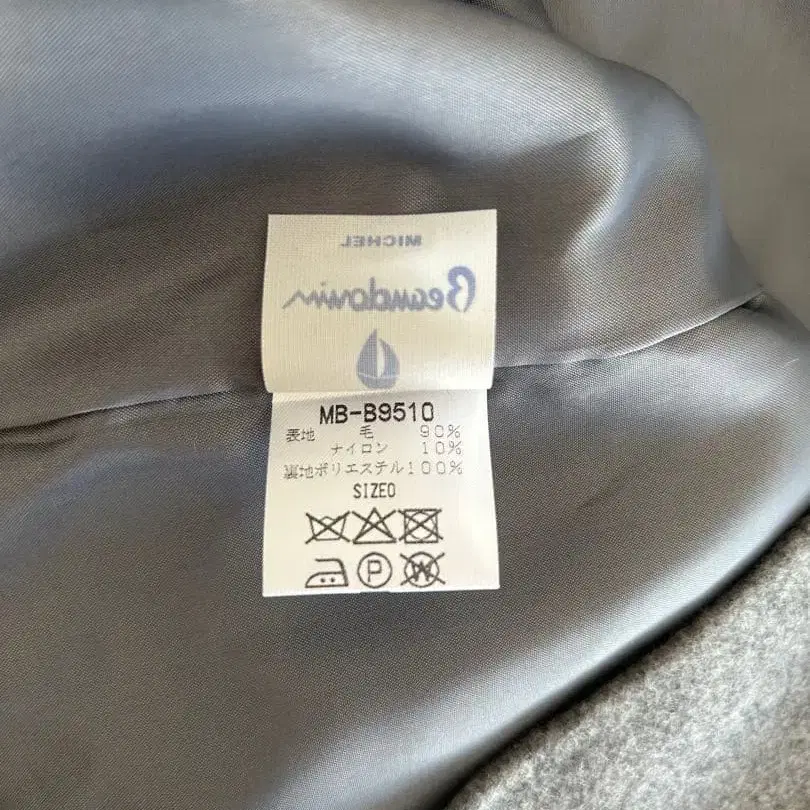 MICHEL
Beaudouin
MB-B9510
表地 毛 90%
ナイロン 10%
裏地ポリエステル100%
SIZE0
P
W